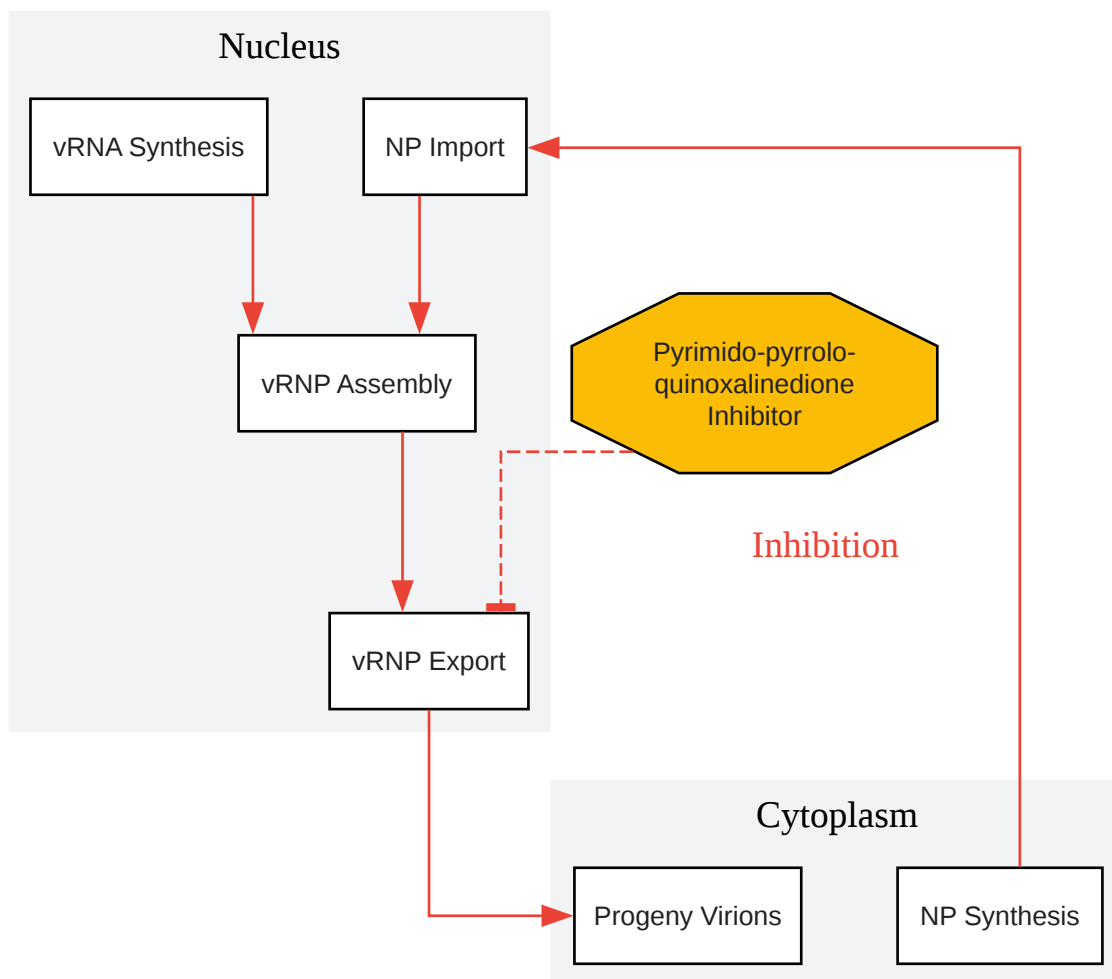 Nucleus
vRNA Synthesis
NP Import
vRNP Assembly
Pyrimido-pyrrolo-
quinoxalinedione
Inhibitor
Inhibition
vRNP Export
Cytoplasm
Progeny Virions
NP Synthesis